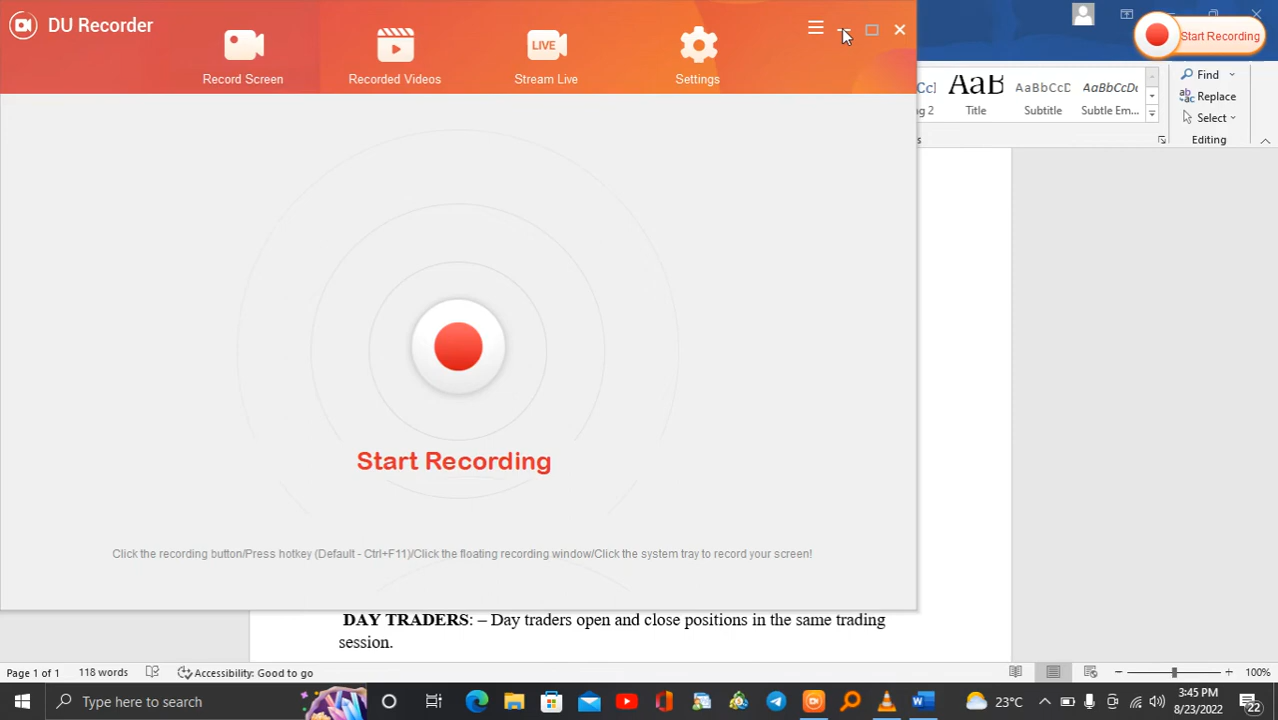 DU Recorder
Record Screen
Recorded Videos
LIVE
Stream Live
Settings
Start Recording
Find
AaB AaBbCcD AaBbCcDc
Replace
ng 2 Title Subtitle Subtle Em...
Select
Editing
Start Recording
Click the recording button/Press hotkey (Default - Ctrl+F11)/Click the floating recording window/Click the system tray to record your screen!
DAY TRADERS: – Day traders open and close positions in the same trading
session.
Page 1 of 1 118 words Accessibility: Good to go 100%
Type here to search
23°C
3:45 PM
8/23/2022
22